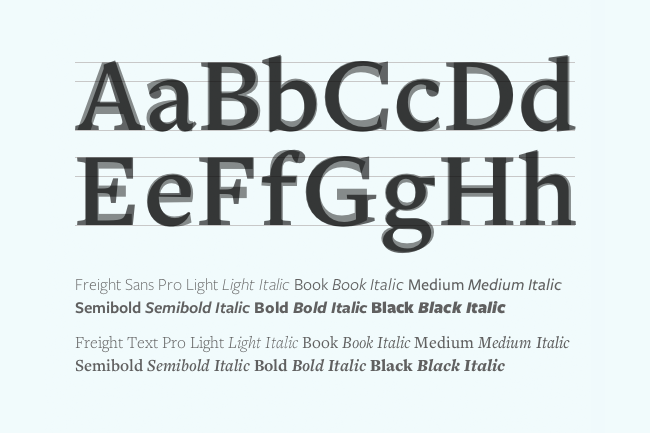 AaBbCcDd
EeFfGgHh
Freight Sans Pro Light Light Italic Book Book Italic Medium Medium Italic
Semibold Semibold Italic Bold Bold Italic Black Black Italic
Freight Text Pro Light Light Italic Book Book Italic Medium Medium Italic
Semibold Semibold Italic Bold Bold Italic Black Black Italic